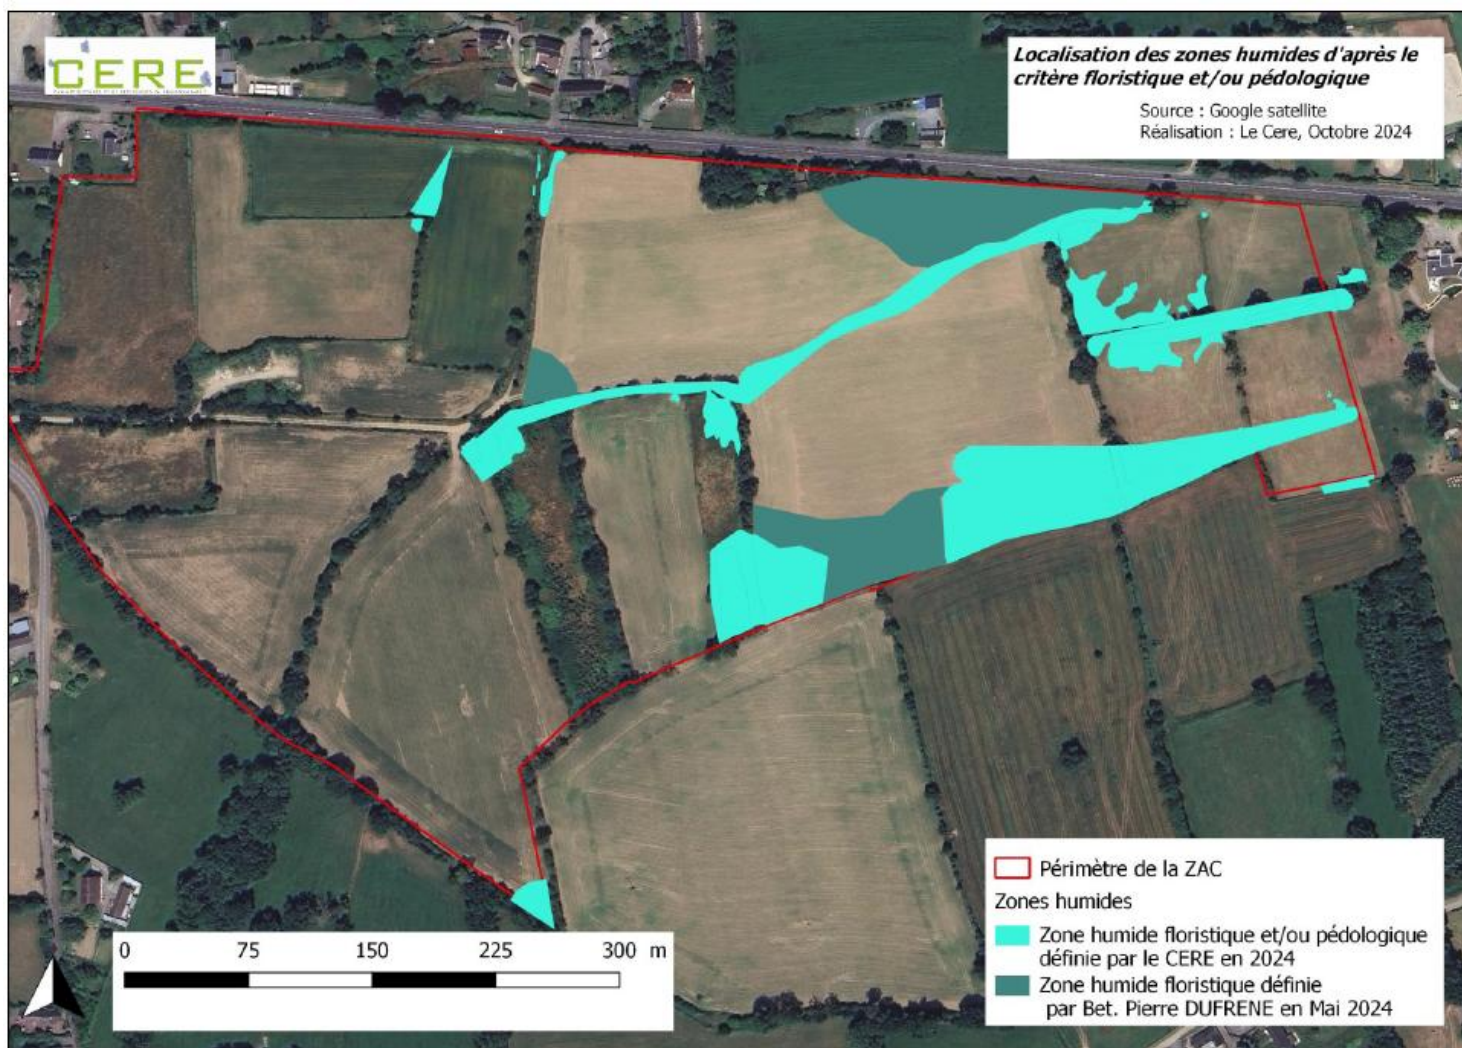 CERE
Localisation des zones humides d'après le
critère floristique et/ou pédologique
Source : Google satellite
Réalisation : Le Cere, Octobre 2024
Périmètre de la ZAC
Zones humides
Zone humide floristique et/ou pédologique
définie par le CERE en 2024
Zone humide floristique définie
par Bet. Pierre DUFRENE en Mai 2024
0 75 150 225 300 m